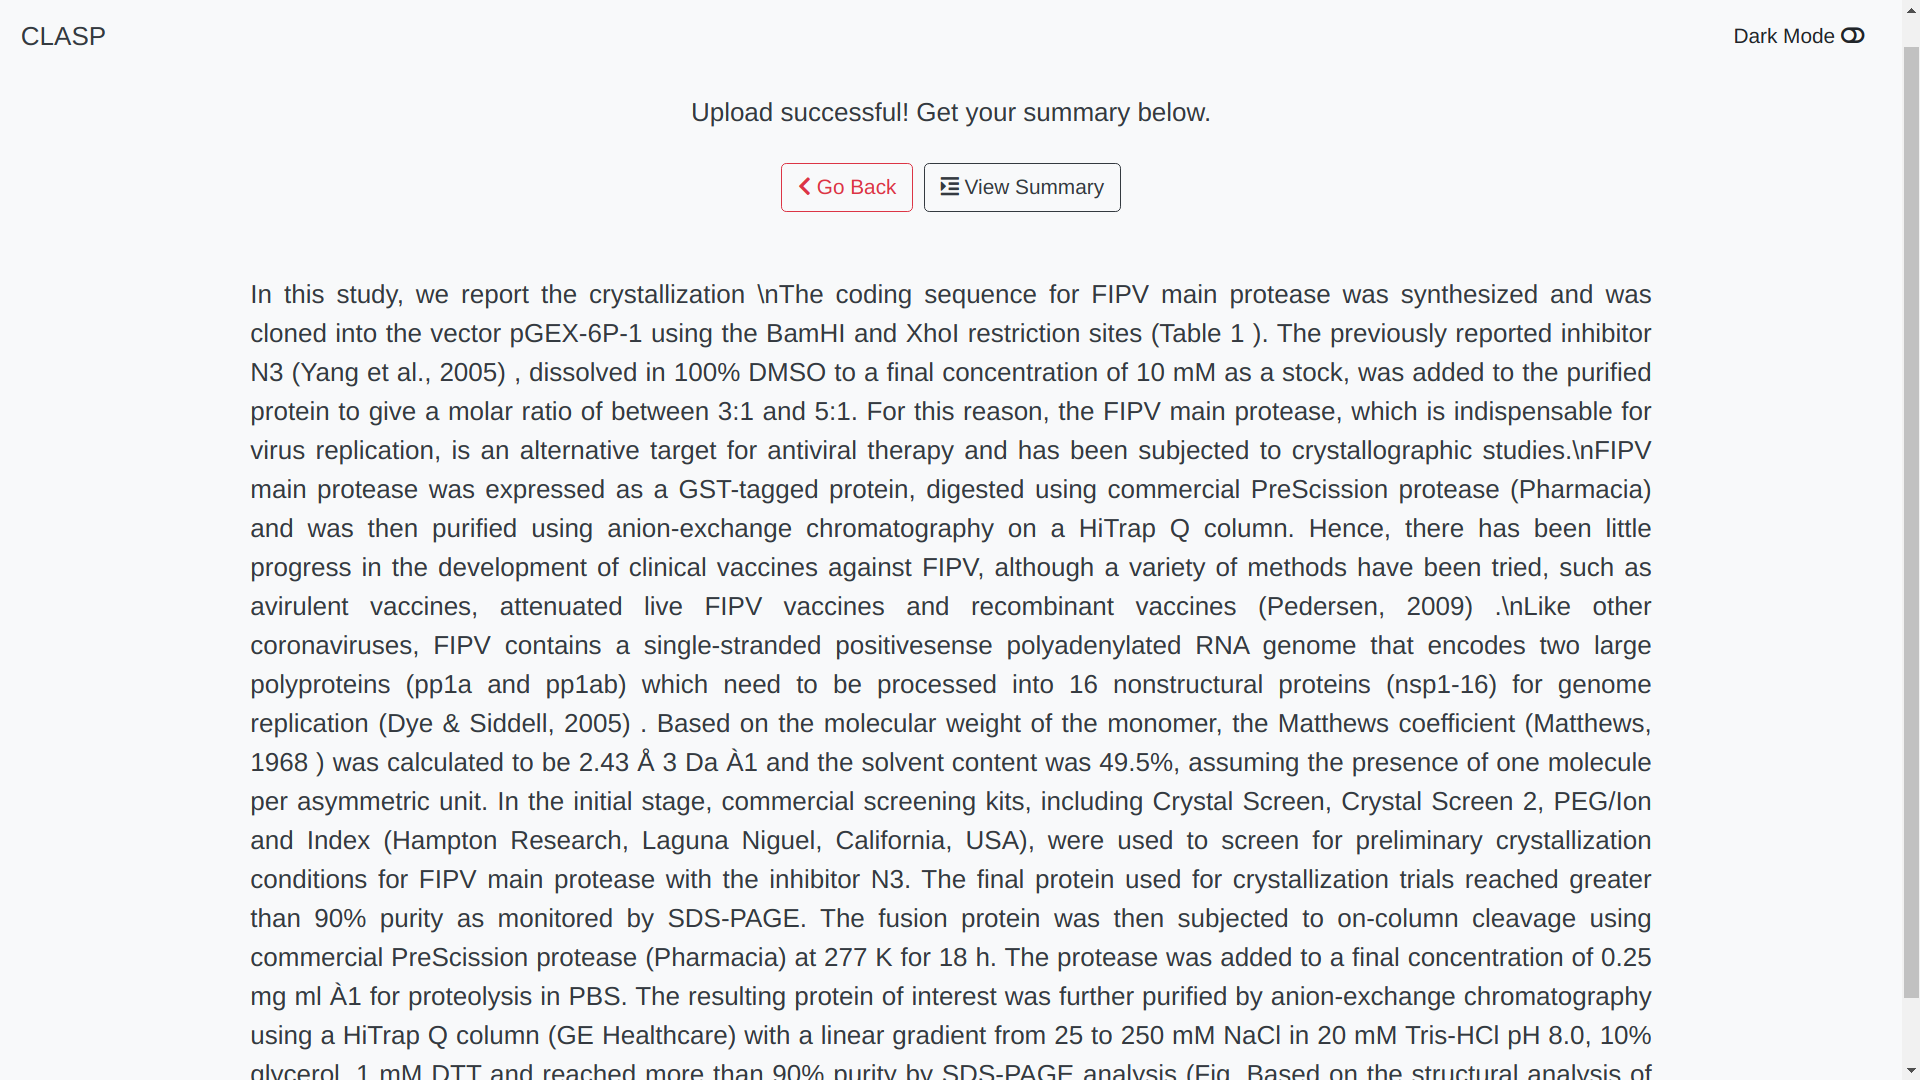 CLASP
Dark Mode
Upload successful! Get your summary below.
Go Back
View Summary
In this study, we report the crystallization \nThe coding sequence for FIPV main protease was synthesized and was
cloned into the vector pGEX-6P-1 using the BamHI and XhoI restriction sites (Table 1 ). The previously reported inhibitor
N3 (Yang et al., 2005) , dissolved in 100% DMSO to a final concentration of 10 mM as a stock, was added to the purified
protein to give a molar ratio of between 3:1 and 5:1. For this reason, the FIPV main protease, which is indispensable for
virus replication, is an alternative target for antiviral therapy and has been subjected to crystallographic studies.\nFIPV
main protease was expressed as a GST-tagged protein, digested using commercial PreScission protease (Pharmacia)
and was then purified using anion-exchange chromatography on a HiTrap Q column. Hence, there has been little
progress in the development of clinical vaccines against FIPV, although a variety of methods have been tried, such as
avirulent vaccines, attenuated live FIPV vaccines and recombinant vaccines (Pedersen, 2009) .\nLike other
coronaviruses, FIPV contains a single-stranded positivesense polyadenylated RNA genome that encodes two large
polyproteins (pp1a and pp1ab) which need to be processed into 16 nonstructural proteins (nsp1-16) for genome
replication (Dye & Siddell, 2005) . Based on the molecular weight of the monomer, the Matthews coefficient (Matthews,
1968 ) was calculated to be 2.43 Å 3 Da À1 and the solvent content was 49.5%, assuming the presence of one molecule
per asymmetric unit. In the initial stage, commercial screening kits, including Crystal Screen, Crystal Screen 2, PEG/Ion
and Index (Hampton Research, Laguna Niguel, California, USA), were used to screen for preliminary crystallization
conditions for FIPV main protease with the inhibitor N3. The final protein used for crystallization trials reached greater
than 90% purity as monitored by SDS-PAGE. The fusion protein was then subjected to on-column cleavage using
commercial PreScission protease (Pharmacia) at 277 K for 18 h. The protease was added to a final concentration of 0.25
mg ml À1 for proteolysis in PBS. The resulting protein of interest was further purified by anion-exchange chromatography
using a HiTrap Q column (GE Healthcare) with a linear gradient from 25 to 250 mM NaCl in 20 mM Tris-HCl pH 8.0, 10%
glycerol, 1 mM DTT and reached more than 90% purity by SDS-PAGE analysis (Fig. Based on the structural analysis of